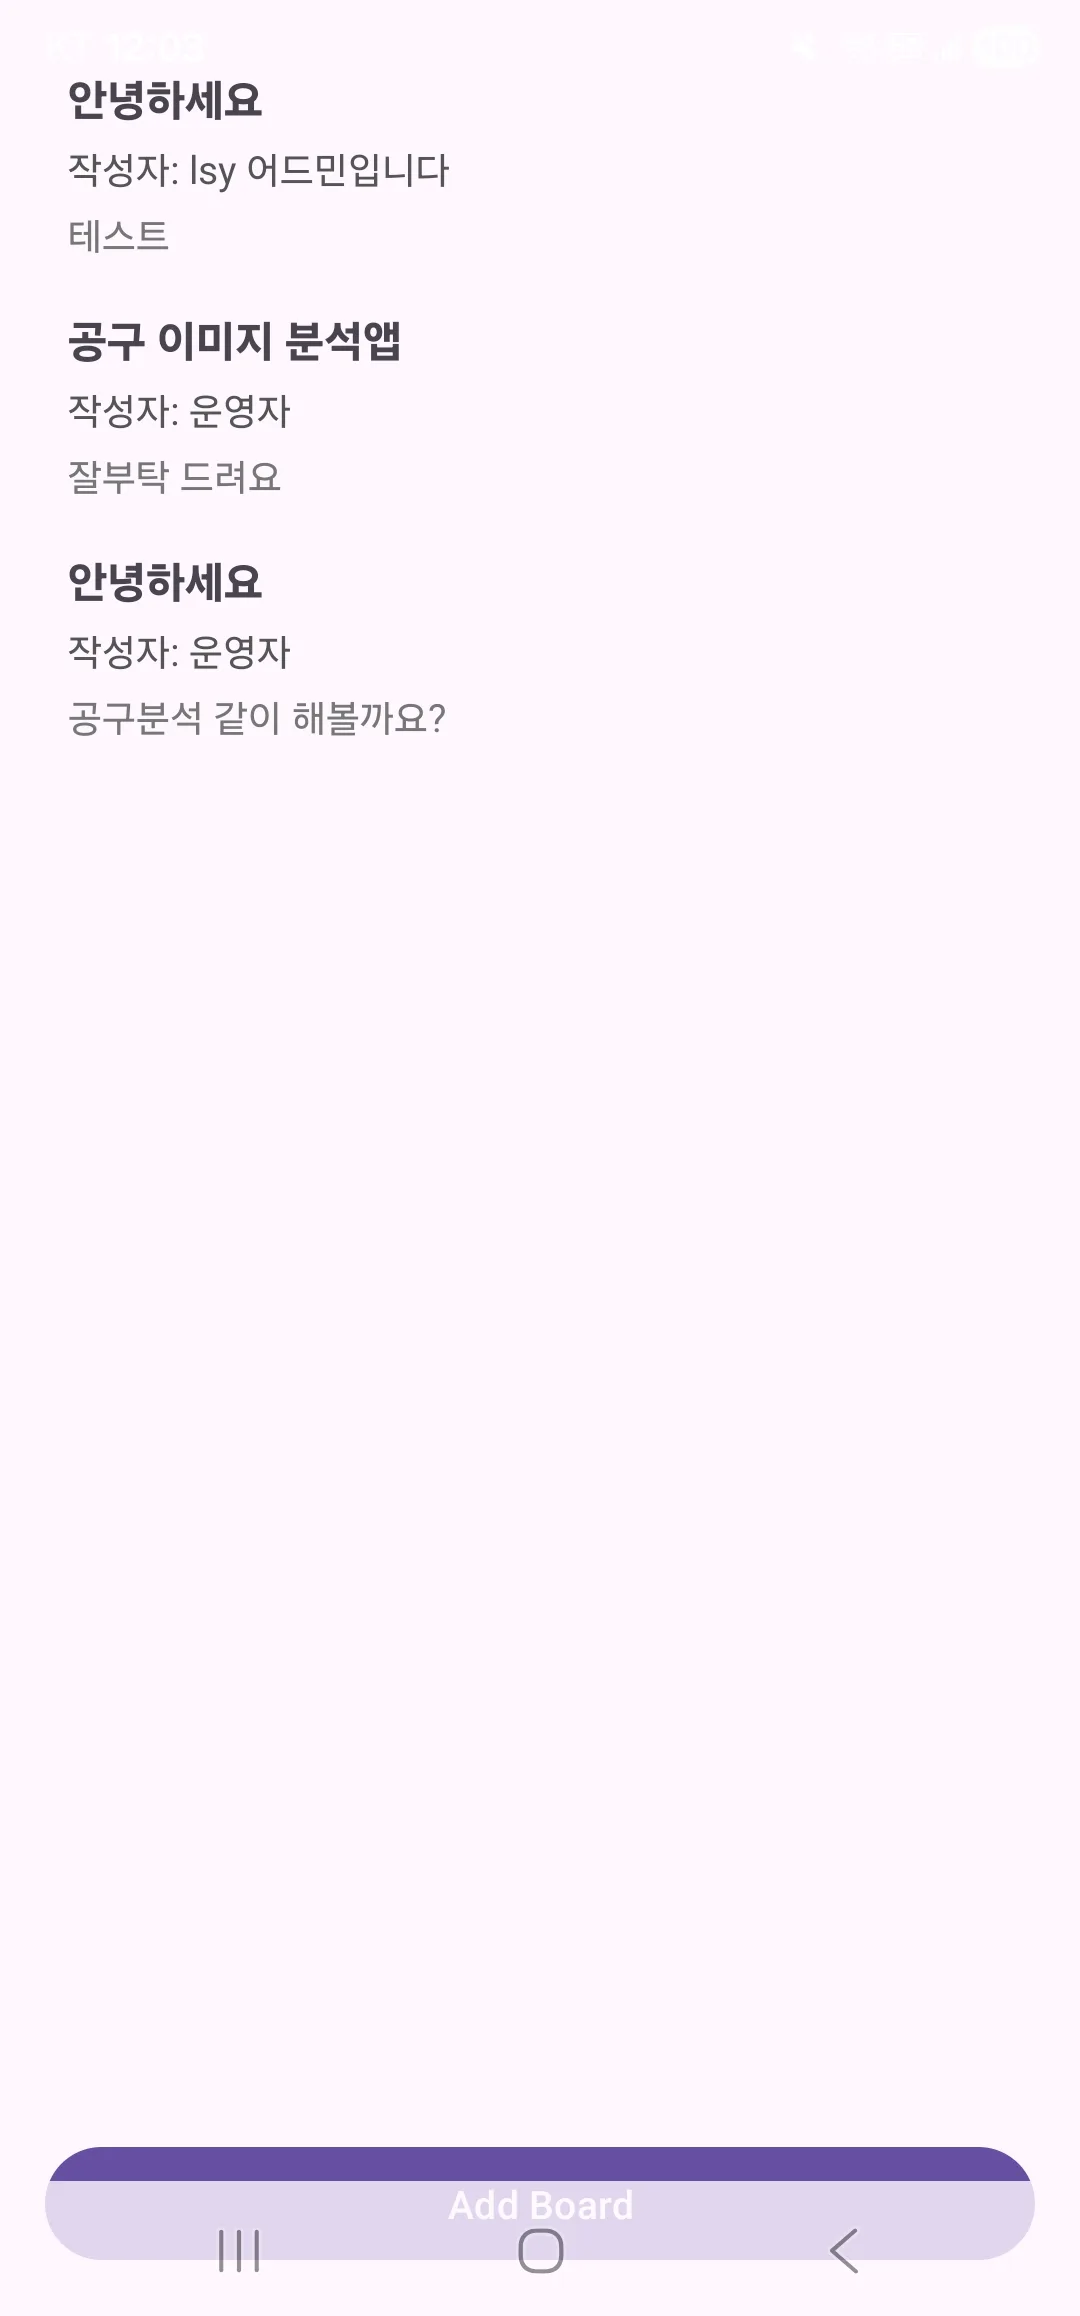 12:03
안녕하세요
작성자: lsy 어드민입니다
테스트
공구 이미지 분석앱
작성자: 운영자
잘부탁 드려요
안녕하세요
작성자: 운영자
공구분석 같이 해볼까요?
Add Board